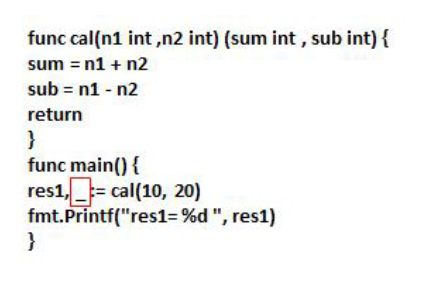 func cal(n1 int ,n2 int) (sum int , sub int) {
sum = n1 + n2
sub = n1 - n2
return
}
func main() {
res1, _ := cal(10, 20)
fmt.Printf("res1= %d ", res1)
}